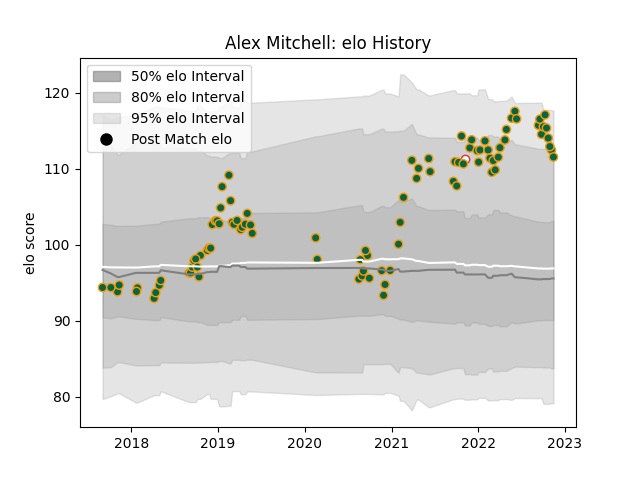 Alex Mitchell: elo History
50% elo Interval
80% elo Interval
95% elo Interval
Post Match elo
elo score
120
110
100
90
80
2018
2019
2020
2021
2022
2023